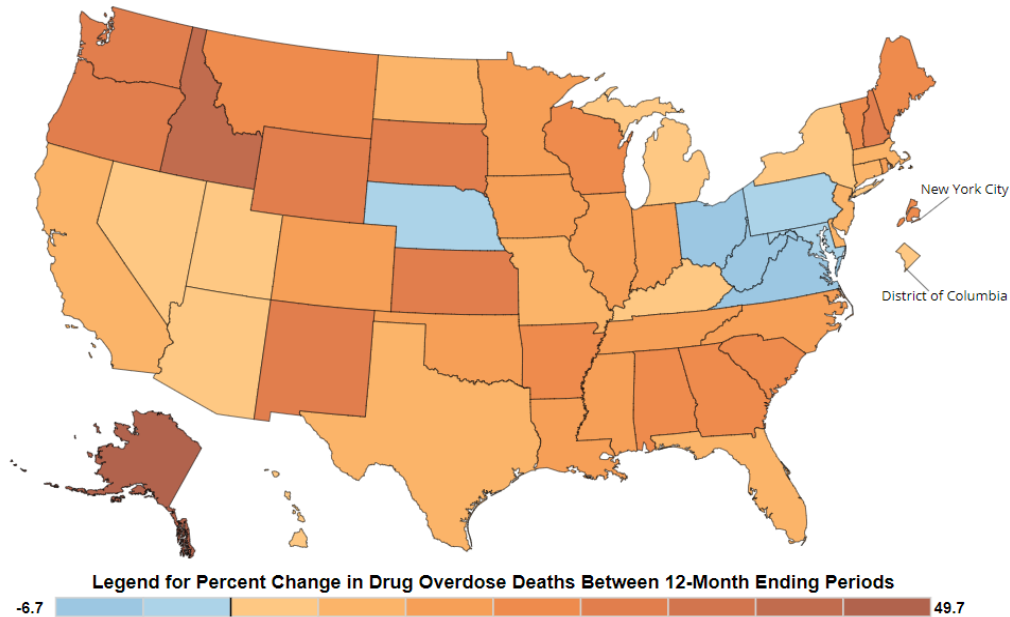 New York City
District of Columbia
Legend for Percent Change in Drug Overdose Deaths Between 12-Month Ending Periods
-6.7 49.7